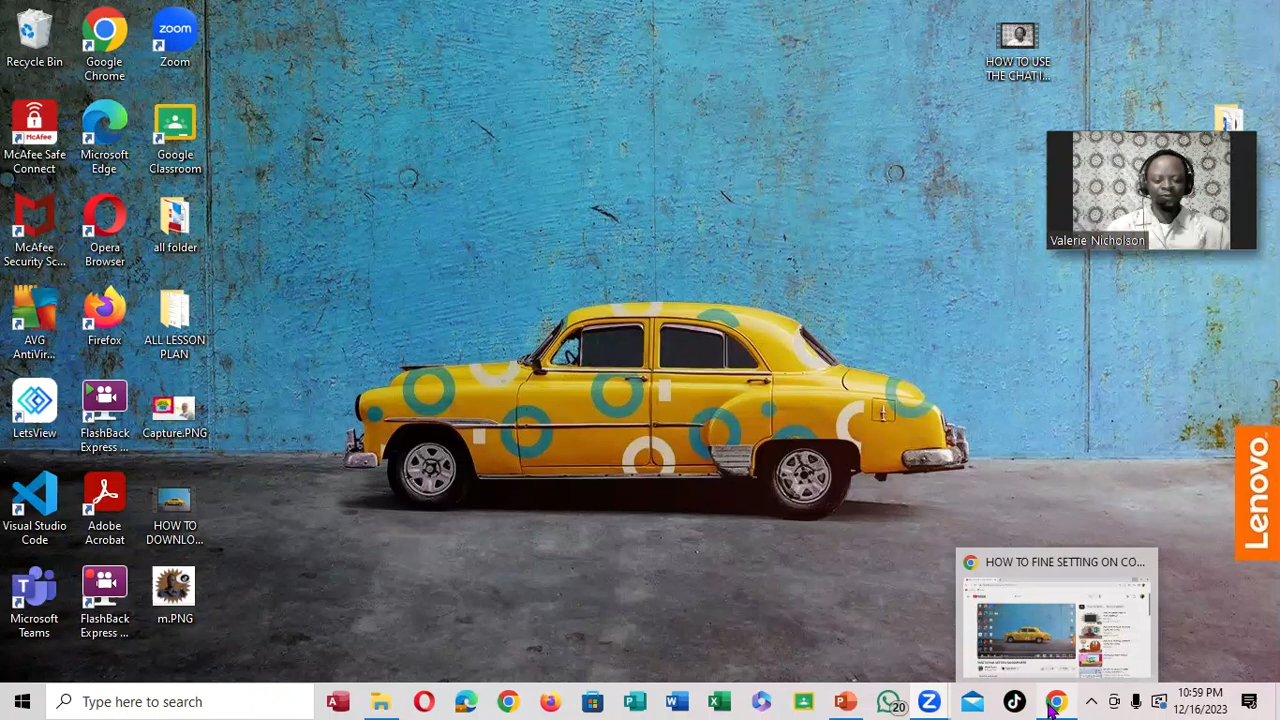 Recycle Bin
Google
Chrome
zoom
Zoom
HOW TO USE
THE CHAT I...
McAfee
McAfee Safe
Connect
Microsoft
Edge
Google
Classroom
Valerie Nicholson
McAfee
Security Sc...
Opera
Browser
all folder
AVG
AntiVir...
Firefox
ALL LESSON
PLAN
LetsView
FlashBack
Express ...
Capture.PNG
Lenovo
Visual Studio
Code
Adobe
Acrobat
HOW TO
DOWNLO...
HOW TO FINE SETTING ON CO...
Microsoft
Teams
FlashBack
Express ...
m.PNG
Type here to search
20
10:59 PM
12/16/2023